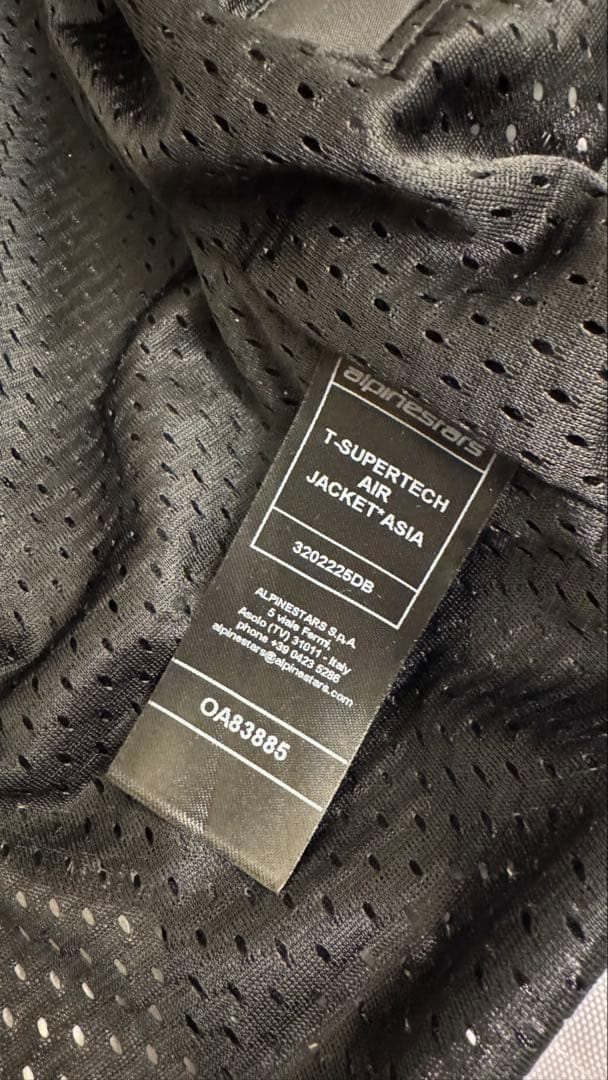 alpinestars
T-SUPERTECH
AIR
JACKET*ASIA
3202225DB
ALPINESTARS S.p.A.
5 viale Fermi,
Asolo (TV) 31011 - Italy
phone +39 0423 5286
alpinestars@alpinestars.com
OA83885